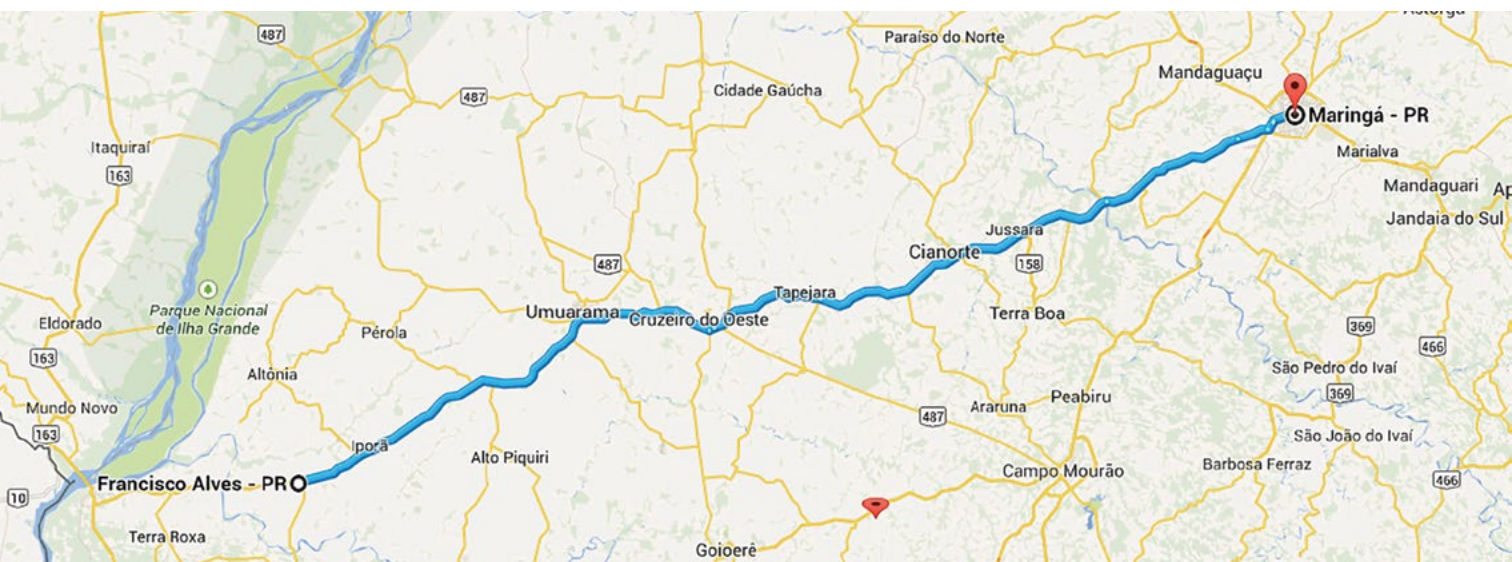 487
Paraíso do Norte
Mandaguaçu
Cidade Gaúcha
487
Maringá - PR
Itaquiraí
163
Marialva
Mandaguari
Ap
Jandaia do Sul
Jussara
Cianorte
158
487
Parque Nacional
de Ilha Grande
Tapejara
Umuarama
Cruzeiro do Oeste
Terra Boa
Eldorado
Pérola
369
466
163
Altônia
São Pedro do Ivaí
369
Mundo Novo
163
Peabiru
Araruna
487
São João do Ivaí
Iporã
Alto Piquiri
Barbosa Ferraz
Campo Mourão
466
Francisco Alves - PR
10
Terra Roxa
Goioerê